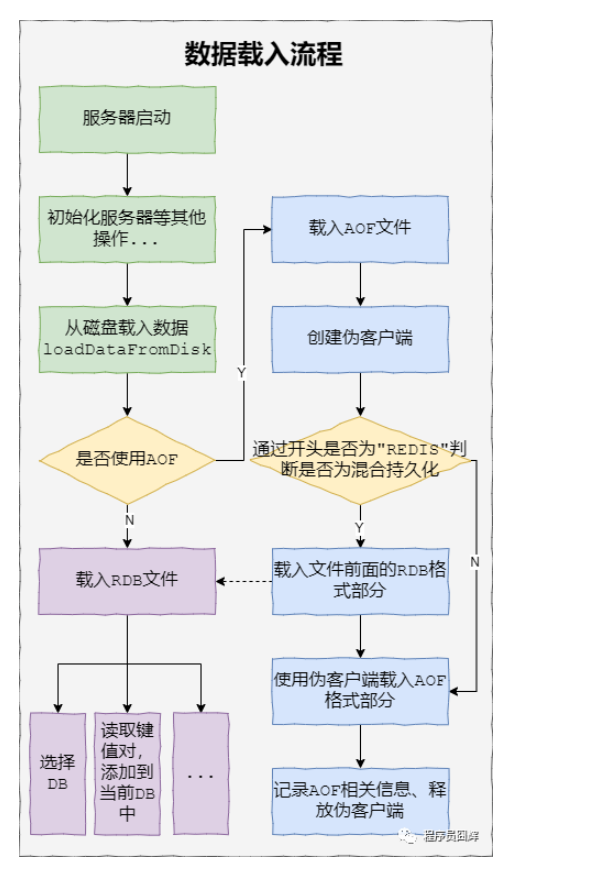 数据载入流程
服务器启动
初始化服务器等其他
操作...
从磁盘载入数据
loadDataFromDisk
是否使用AOF
Y
N
载入RDB文件
选择
DB
读取键
值对，
添加到
当前DB
中
...
载入AOF文件
创建伪客户端
通过开头是否为"REDIS"判
断是否为混合持久化
Y
N
载入文件前面的RDB格
式部分
使用伪客户端载入AOF
格式部分
记录AOF相关信息、释
放伪客户端
程序员囧辉